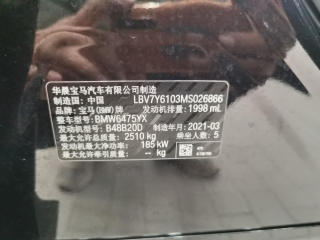 华晨宝马汽车有限公司制造
制造国：中国 LBV7Y6103MS026866
品牌：宝马(BMW)牌 发动机排量：1998 mL
整车型号：BMW6475YX
发动机型号：B48B20D 制造年月：2021-03
最大允许总质量：2510 kg 乘坐人数：5
发动机最大净功率：185 kW
最大允许牵引质量：-- kg